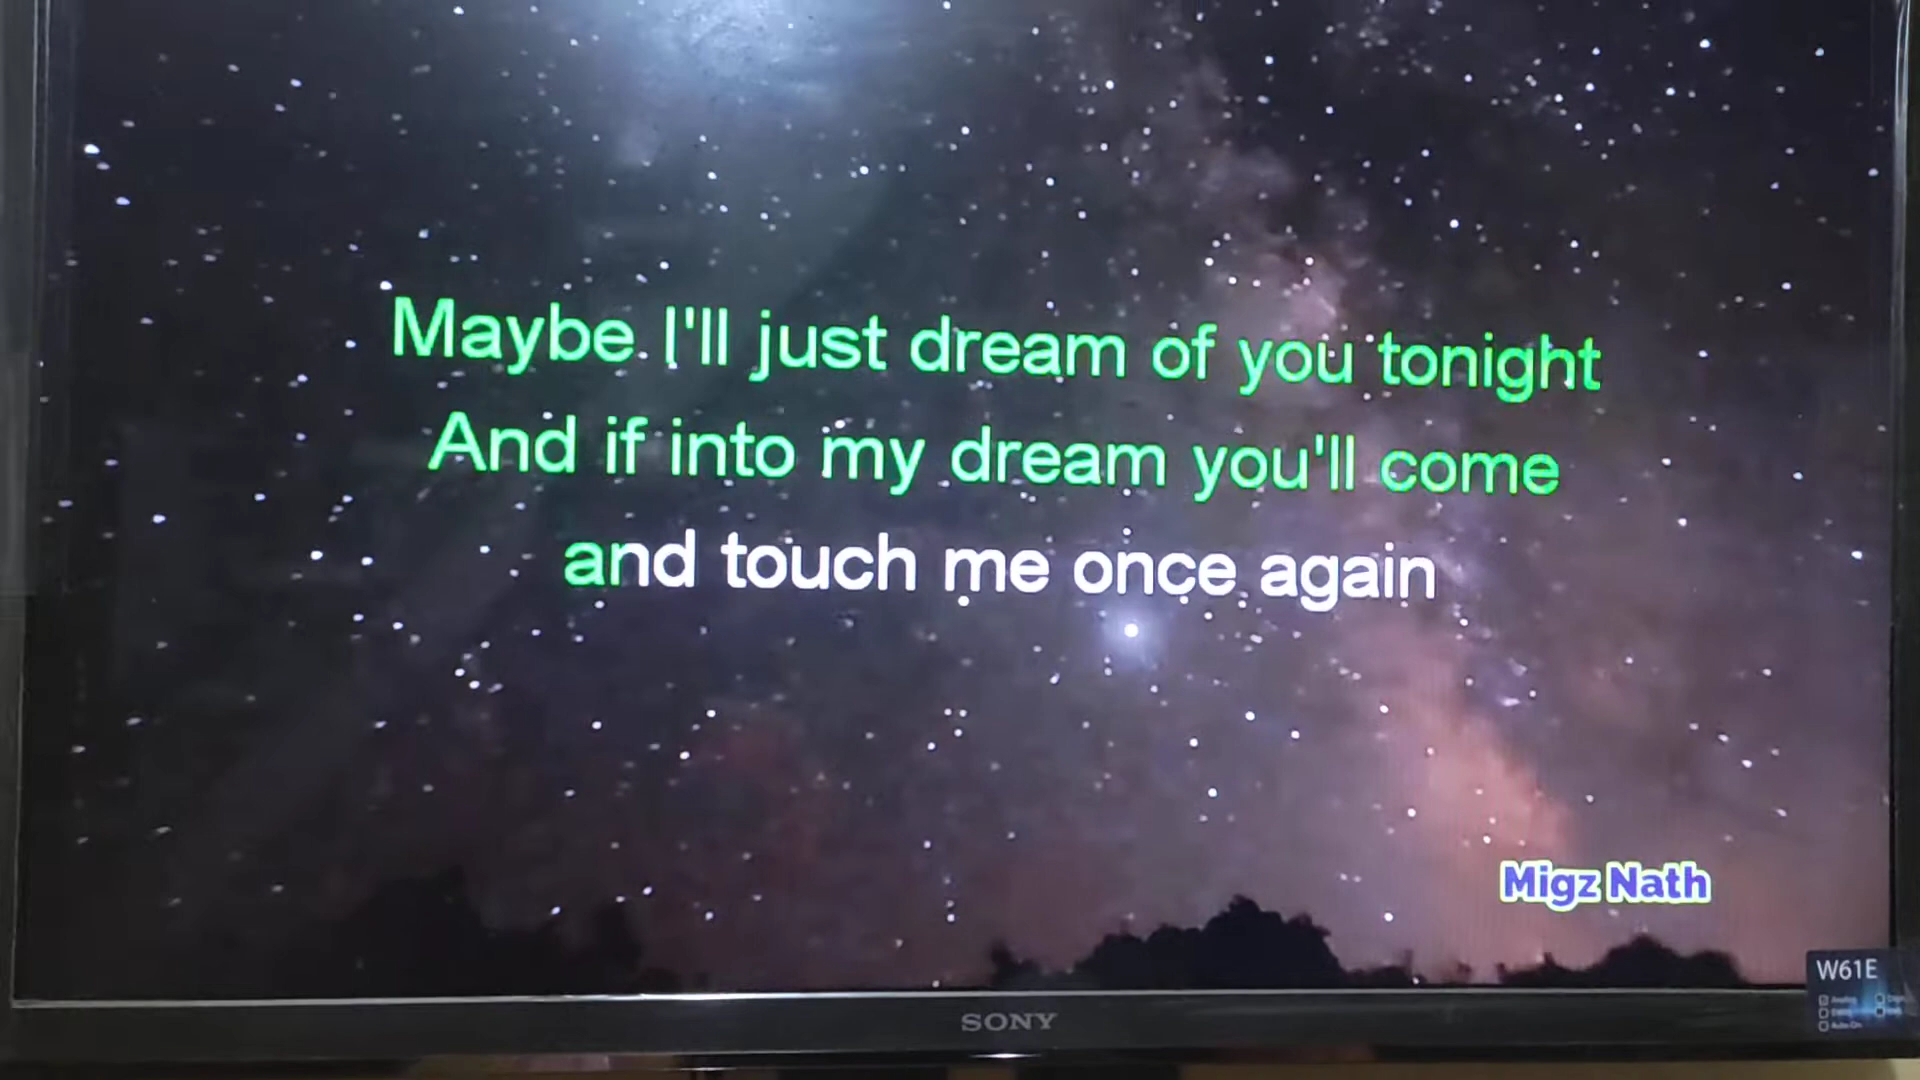 Maybe I'll just dream of you tonight
And if into my dream you'll come
and touch me once again
Migz Nath
W61E
SONY